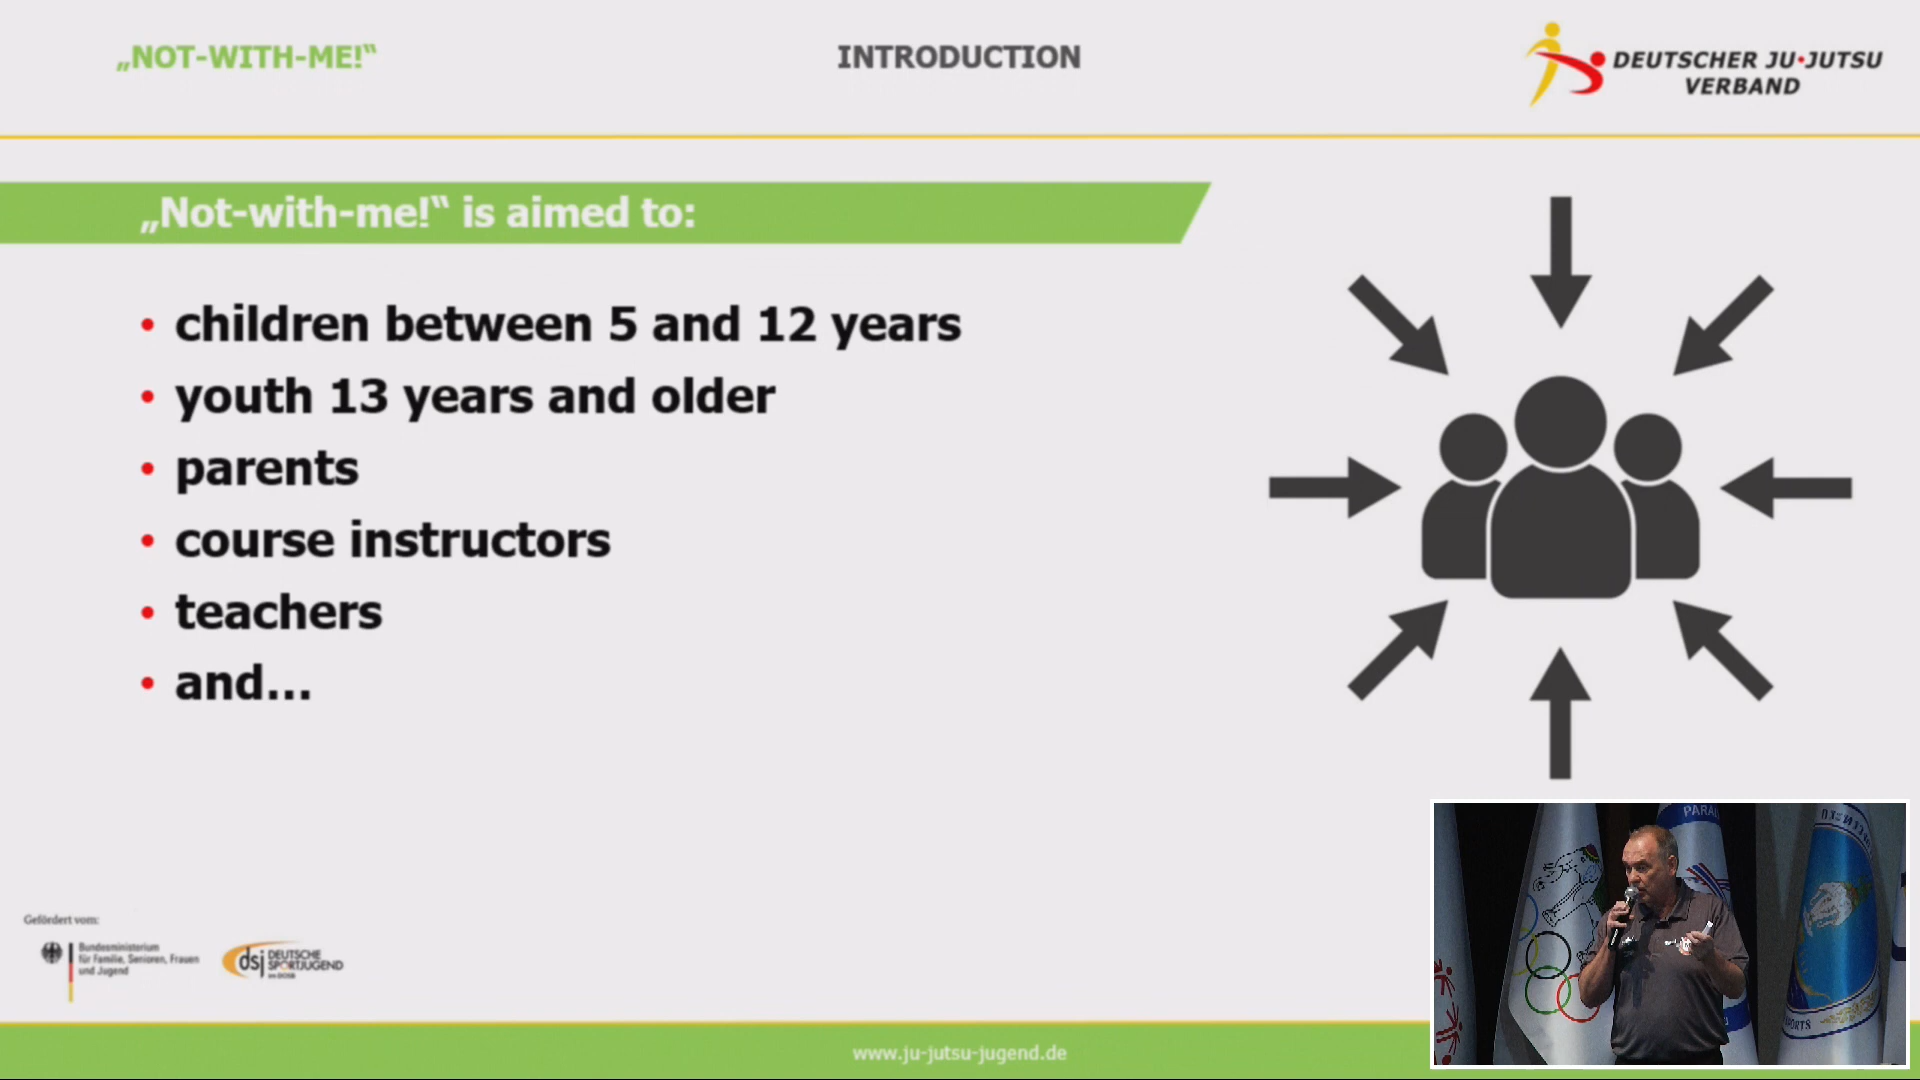 „NOT-WITH-ME!“
INTRODUCTION
DEUTSCHER JU•JUTSU
VERBAND
„Not-with-me!“ is aimed to:
• children between 5 and 12 years
• youth 13 years and older
• parents
• course instructors
• teachers
• and...
Gefördert vom:
Bundesministerium
für Familie, Senioren, Frauen
und Jugend
dsj DEUTSCHE
SPORTJUGEND
im DOSB
www.ju-jutsu-jugend.de